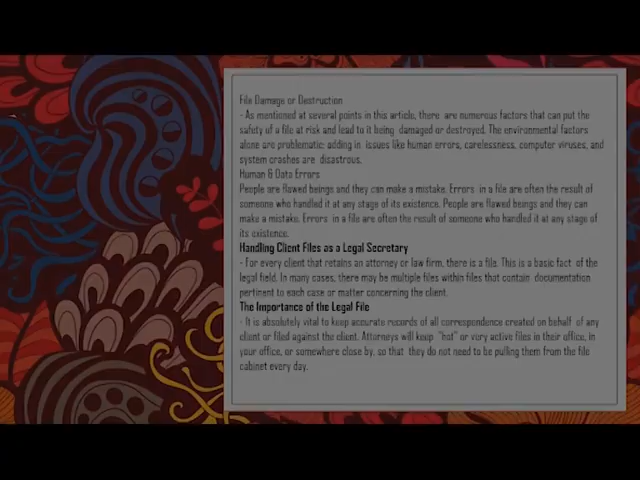 File Damage or Destruction
- As mentioned at several points in this article, there are numerous factors that can put the
safety of a file at risk and lead to it being damaged or destroyed. The environmental factors
alone are problematic; adding in issues like human errors, carelessness, computer viruses, and
system crashes are disastrous.
Human & Data Errors
People are flawed beings and they can make a mistake. Errors in a file are often the result of
someone who handled it at any stage of its existence. People are flawed beings and they can
make a mistake. Errors in a file are often the result of someone who handled it at any stage of
its existence.
Handling Client Files as a Legal Secretary
- For every client that retains an attorney or law firm, there is a file. This is a basic fact of the
legal field. In many cases, there may be multiple files within files that contain documentation
pertinent to each case or matter concerning the client.
The Importance of the Legal File
- It is absolutely vital to keep accurate records of all correspondence created on behalf of any
client or filed against the client. Attorneys will keep "hot" or very active files in their office, in
your office, or somewhere close by, so that they do not need to be pulling them from the file
cabinet every day.